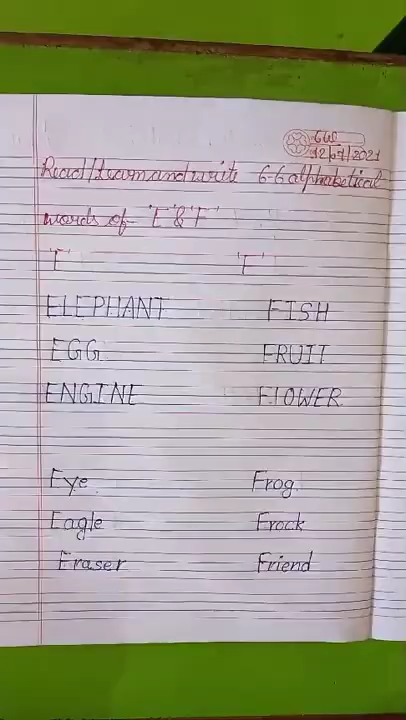 C.W
12/07/2021
Read/learn and write 6-6 alphabetical
words of- 'E' & 'F'
'E' 'F'
ELEPHANT FISH
EGG FRUIT
ENGINE FLOWER
Eye Frog
Eagle Frock
Eraser Friend